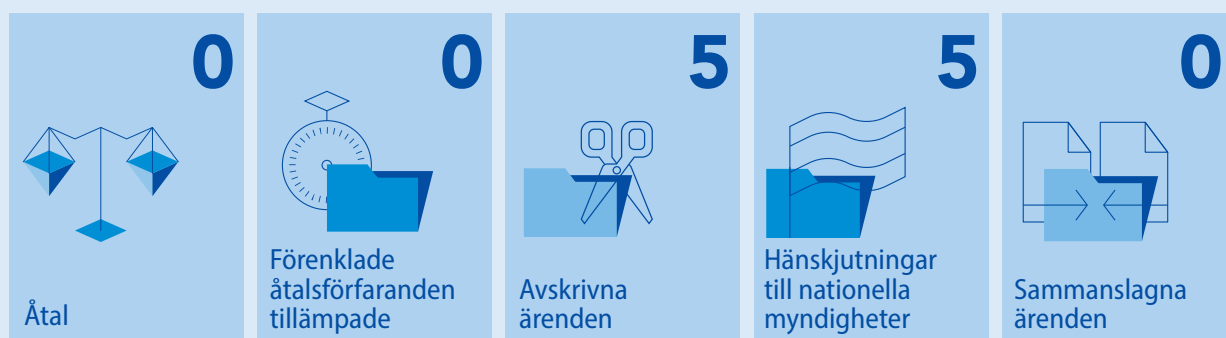 0
Åtal
0
Förenklade
åtalsförfaranden
tillämpade
5
Avskrivna
ärenden
5
Hänskjutningar
till nationella
myndigheter
0
Sammanslagna
ärenden